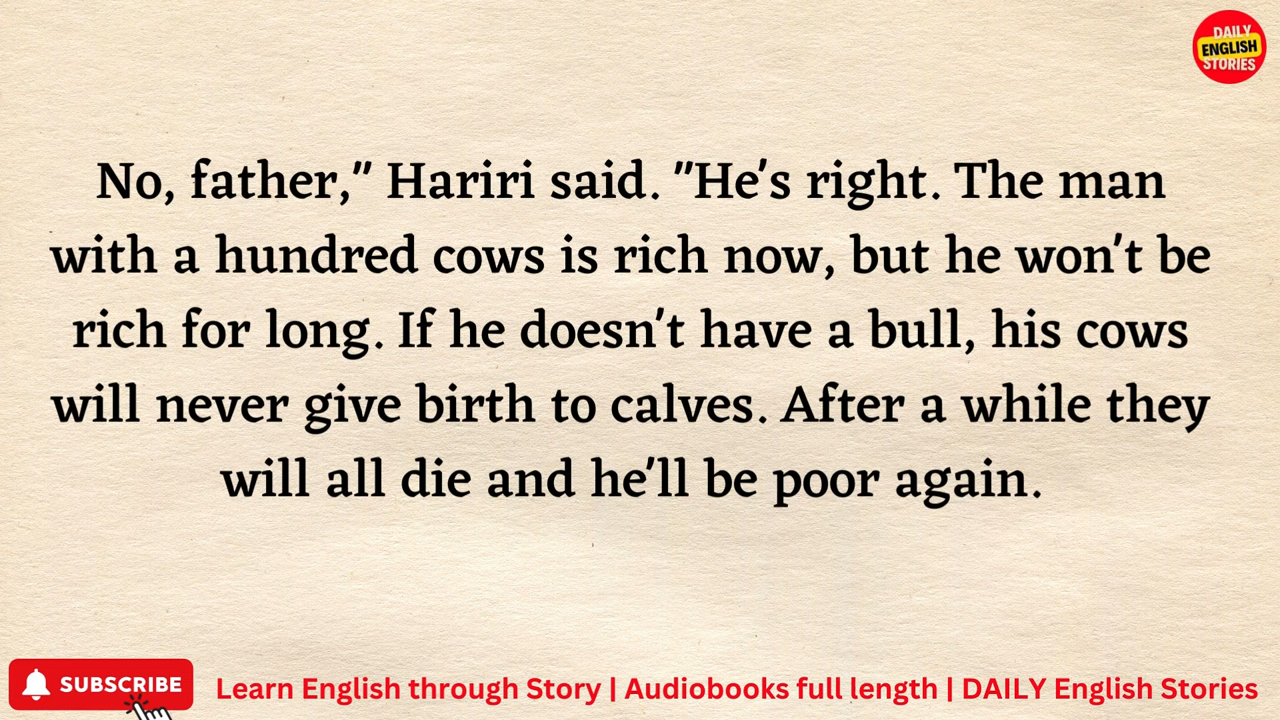 DAILY
ENGLISH
STORIES
No, father," Hariri said. "He's right. The man
with a hundred cows is rich now, but he won't be
rich for long. If he doesn't have a bull, his cows
will never give birth to calves. After a while they
will all die and he'll be poor again.
SUBSCRIBE
Learn English through Story | Audiobooks full length | DAILY English Stories